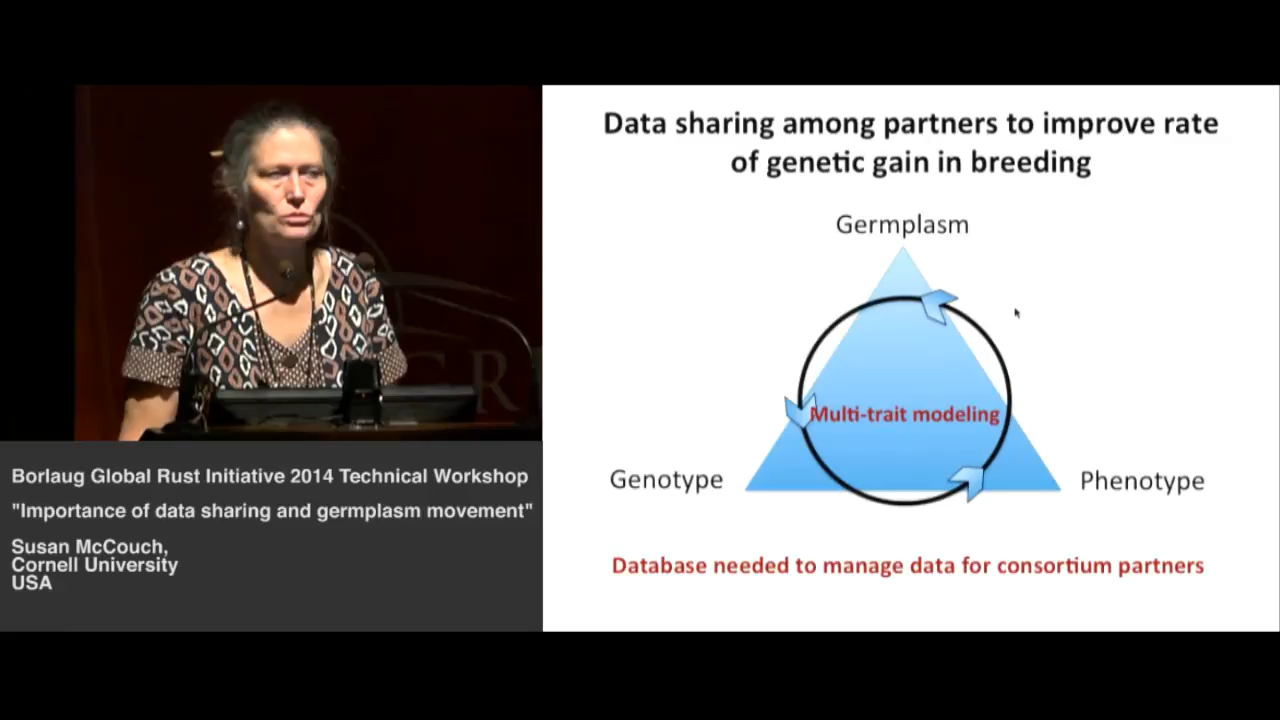 Data sharing among partners to improve rate
of genetic gain in breeding
Germplasm
Multi-trait modeling
Genotype
Phenotype
Database needed to manage data for consortium partners
Borlaug Global Rust Initiative 2014 Technical Workshop
"Importance of data sharing and germplasm movement"
Susan McCouch,
Cornell University
USA